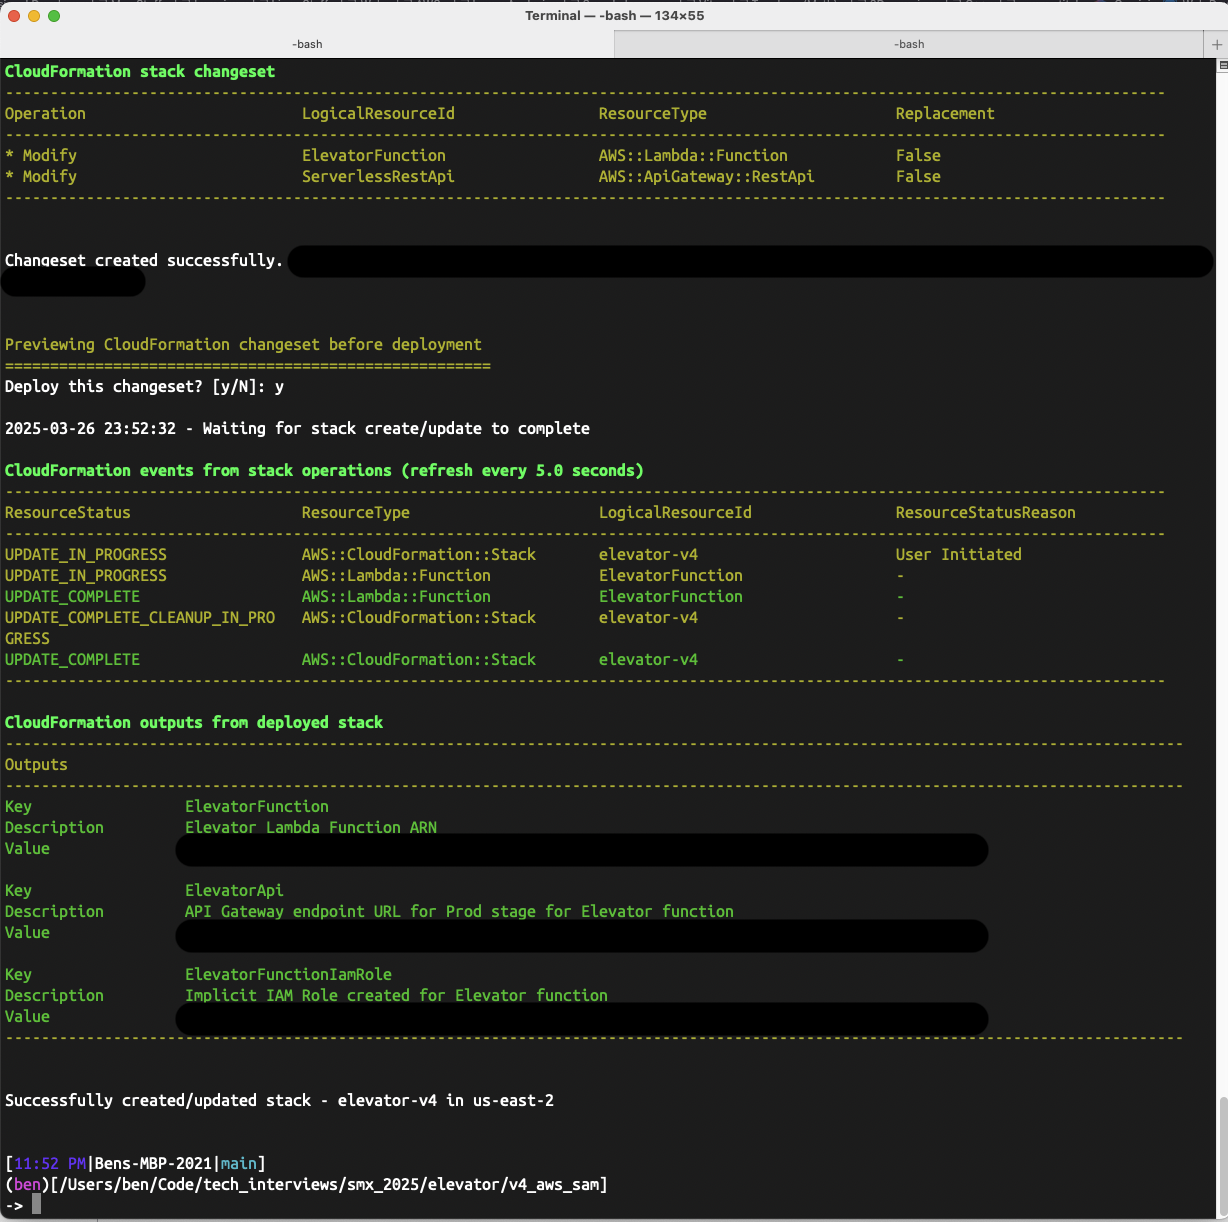 Terminal — -bash — 134×55
-bash -bash +
CloudFormation stack changeset
---------------------------------------------------------------------------------------------------------------------------------
Operation LogicalResourceId ResourceType Replacement
---------------------------------------------------------------------------------------------------------------------------------
* Modify ElevatorFunction AWS::Lambda::Function False
* Modify ServerlessRestApi AWS::ApiGateway::RestApi False
---------------------------------------------------------------------------------------------------------------------------------
Changeset created successfully.
Previewing CloudFormation changeset before deployment
======================================================
Deploy this changeset? [y/N]: y
2025-03-26 23:52:32 - Waiting for stack create/update to complete
CloudFormation events from stack operations (refresh every 5.0 seconds)
---------------------------------------------------------------------------------------------------------------------------------
ResourceStatus ResourceType LogicalResourceId ResourceStatusReason
---------------------------------------------------------------------------------------------------------------------------------
UPDATE_IN_PROGRESS AWS::CloudFormation::Stack elevator-v4 User Initiated
UPDATE_IN_PROGRESS AWS::Lambda::Function ElevatorFunction -
UPDATE_COMPLETE AWS::Lambda::Function ElevatorFunction -
UPDATE_COMPLETE_CLEANUP_IN_PRO AWS::CloudFormation::Stack elevator-v4 -
GRESS
UPDATE_COMPLETE AWS::CloudFormation::Stack elevator-v4 -
---------------------------------------------------------------------------------------------------------------------------------
CloudFormation outputs from deployed stack
-----------------------------------------------------------------------------------------------------------------------------------
Outputs
-----------------------------------------------------------------------------------------------------------------------------------
Key ElevatorFunction
Description Elevator Lambda Function ARN
Value
Key ElevatorApi
Description API Gateway endpoint URL for Prod stage for Elevator function
Value
Key ElevatorFunctionIamRole
Description Implicit IAM Role created for Elevator function
Value
-----------------------------------------------------------------------------------------------------------------------------------
Successfully created/updated stack - elevator-v4 in us-east-2
[11:52 PM|Bens-MBP-2021|main]
(ben)[/Users/ben/Code/tech_interviews/smx_2025/elevator/v4_aws_sam]
->